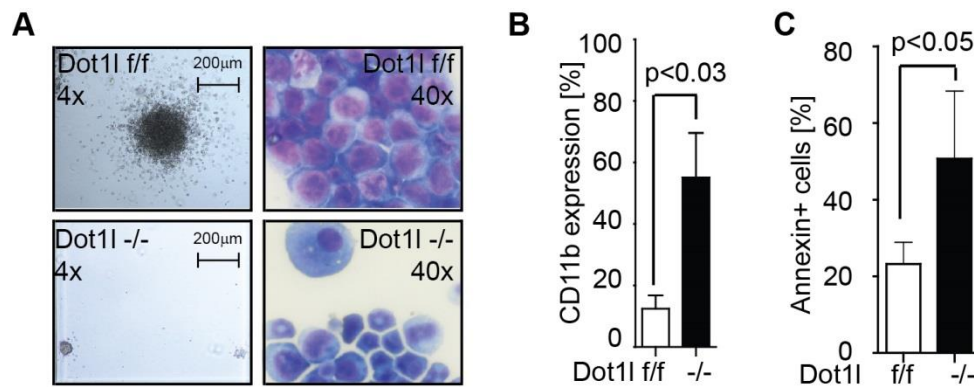 A
Dot1l f/f
4x
200μm
Dot1l f/f
40x
Dot1l -/-
4x
200μm
Dot1l -/-
40x
B
CD11b expression [%]
100
80
60
40
20
0
p<0.03
Dot1l f/f -/-
C
Annexin+ cells [%]
80
60
40
20
0
p<0.05
Dot1l f/f -/-